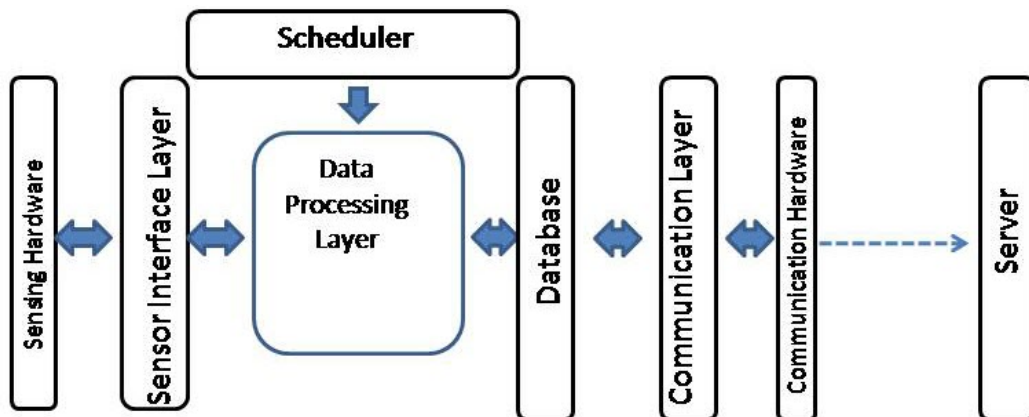 Scheduler
Sensing Hardware
Sensor Interface Layer
Data
Processing
Layer
Database
Communication Layer
Communication Hardware
Server